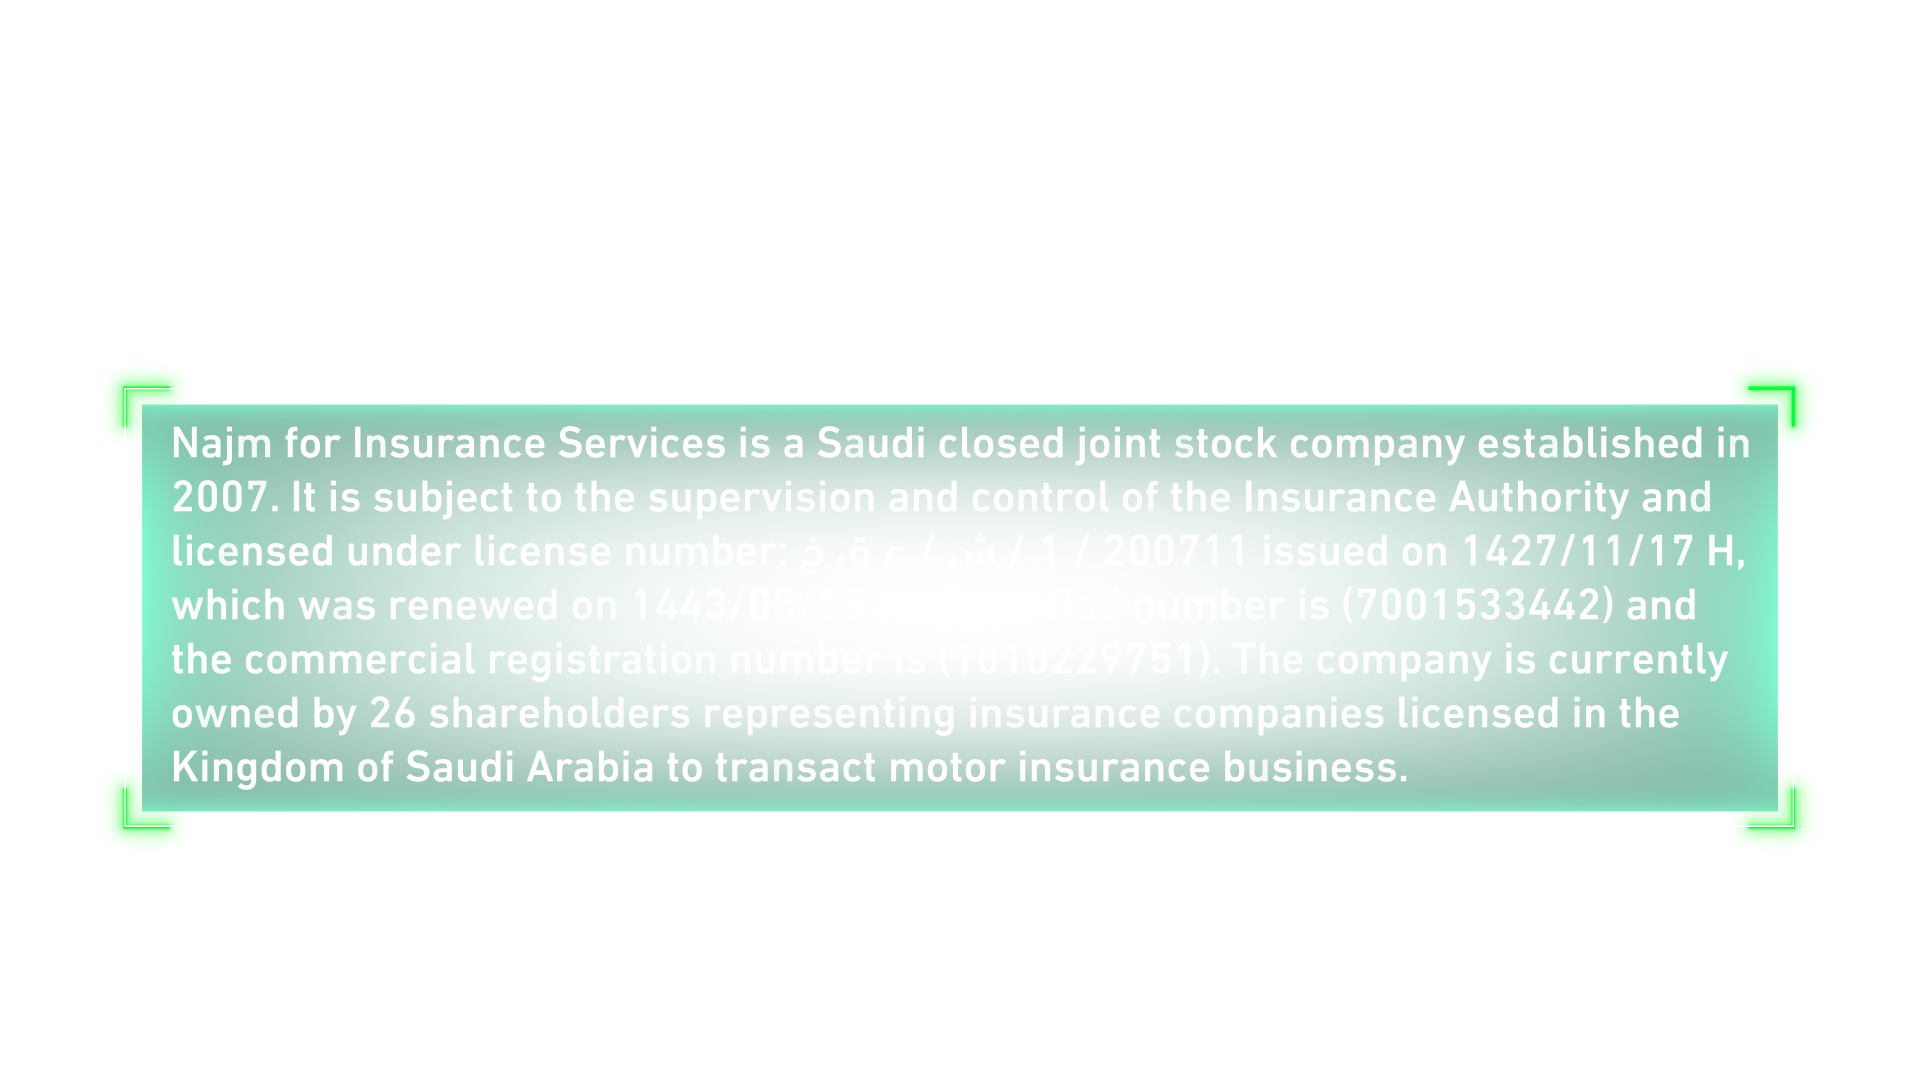 Najm for Insurance Services is a Saudi closed joint stock company established in
2007. It is subject to the supervision and control of the Insurance Authority and
licensed under license number: خ ق ع / ش / 1 / 200711 issued on 1427/11/17 H,
which was renewed on 1443/05/15 number is (7001533442) and
the commercial registration number is (1010229751). The company is currently
owned by 26 shareholders representing insurance companies licensed in the
Kingdom of Saudi Arabia to transact motor insurance business.